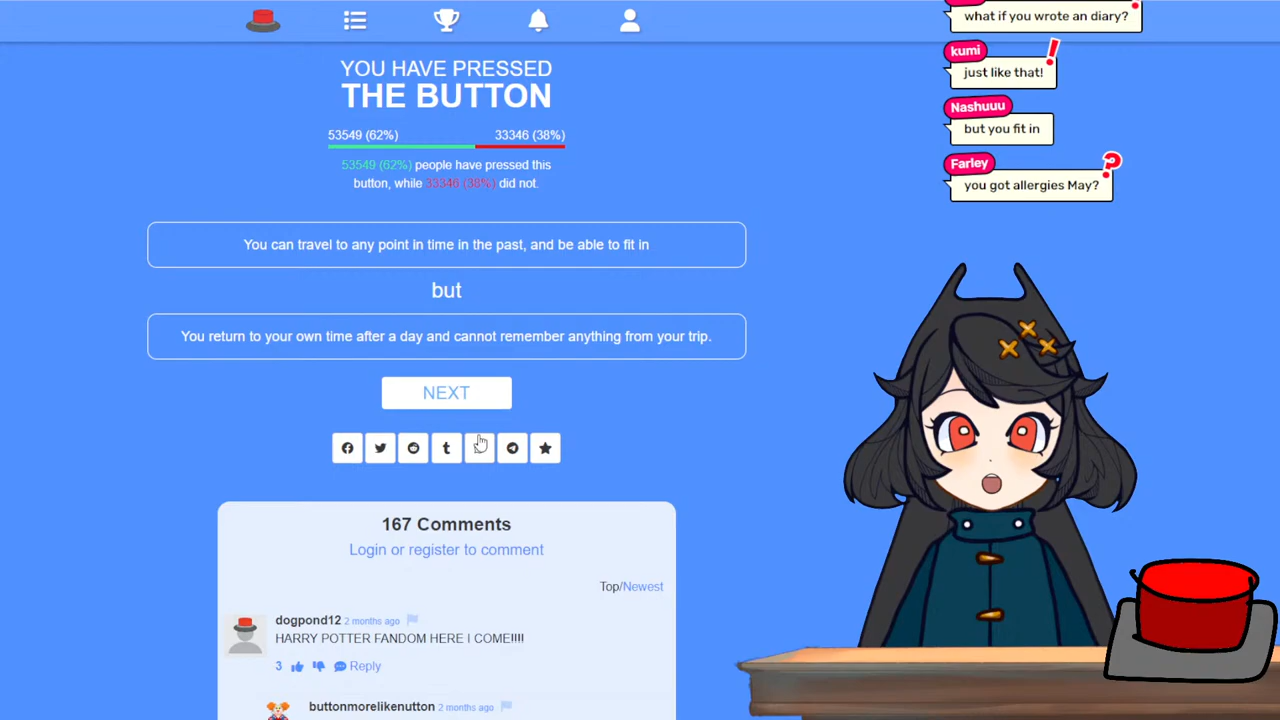 YOU HAVE PRESSED
THE BUTTON
53549 (62%) 33346 (38%)
53549 (62%) people have pressed this
button, while 33346 (38%) did not.
You can travel to any point in time in the past, and be able to fit in
but
You return to your own time after a day and cannot remember anything from your trip.
NEXT
167 Comments
Login or register to comment
Top/Newest
dogpond12 2 months ago
HARRY POTTER FANDOM HERE I COME!!!!
3 Reply
buttonmorelikenutton 2 months ago
what if you wrote an diary?
kumi
just like that!
Nashuuu
but you fit in
Farley
you got allergies May?